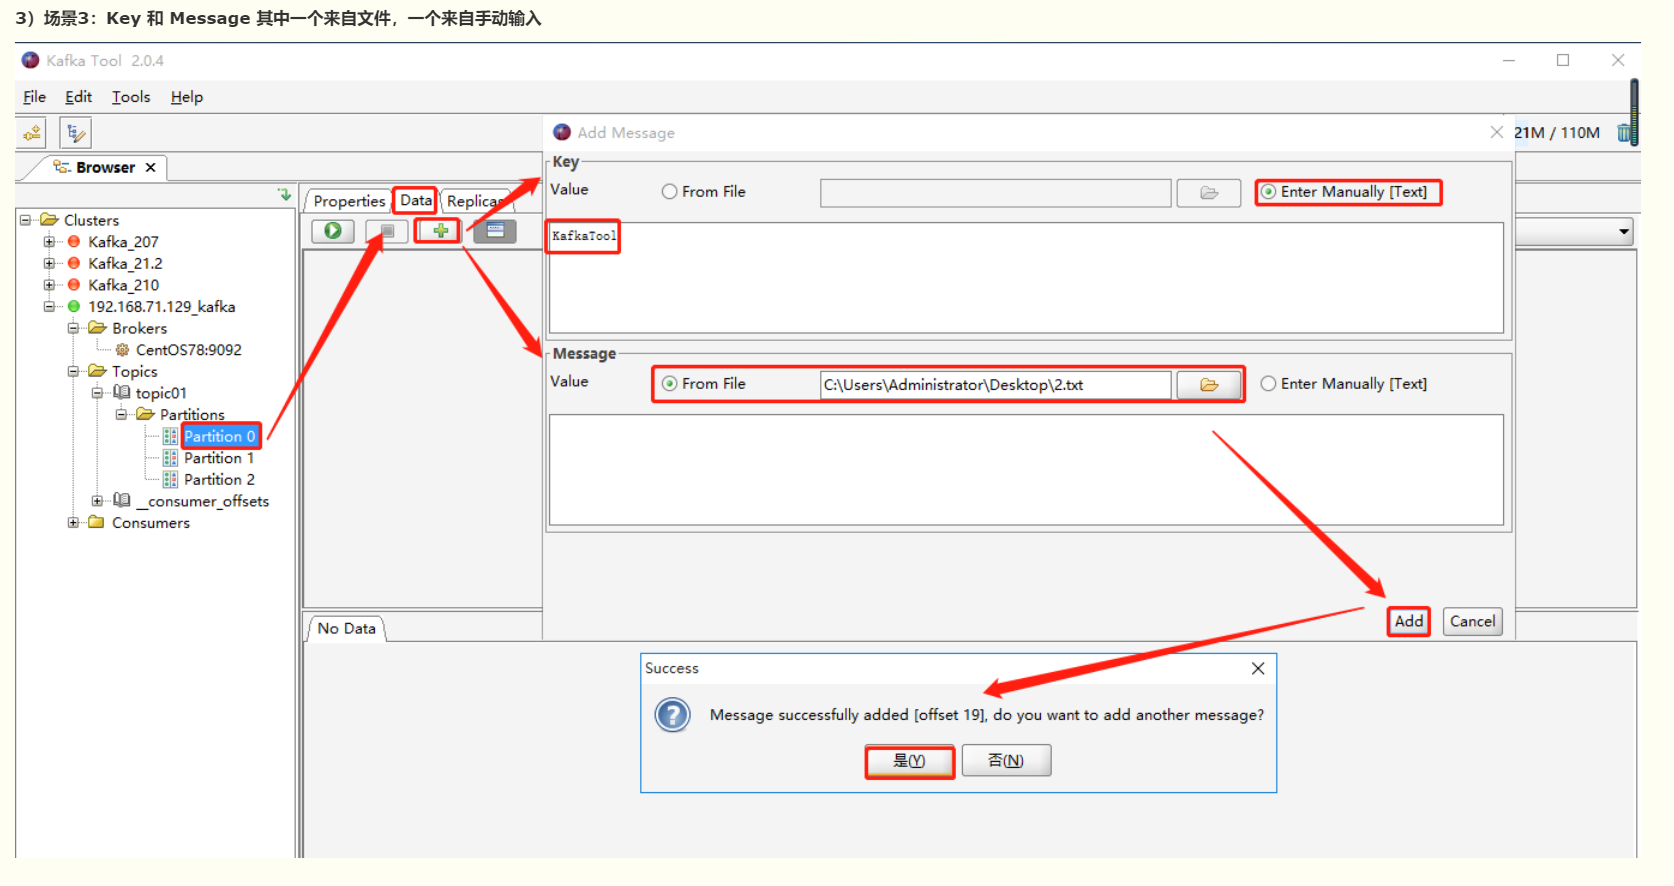 3）场景3：Key 和 Message 其中一个来自文件，一个来自手动输入
Kafka Tool 2.0.4
File Edit Tools Help
21M / 110M
Browser
Clusters
Kafka_207
Kafka_21.2
Kafka_210
192.168.71.129_kafka
Brokers
CentOS78:9092
Topics
topic01
Partitions
Partition 0
Partition 1
Partition 2
__consumer_offsets
Consumers
Properties Data Replicas
No Data
Add Message
Key
Value From File Enter Manually [Text]
KafkaTool
Message
Value From File C:\Users\Administrator\Desktop\2.txt Enter Manually [Text]
Add Cancel
Success
Message successfully added [offset 19], do you want to add another message?
是(Y) 否(N)